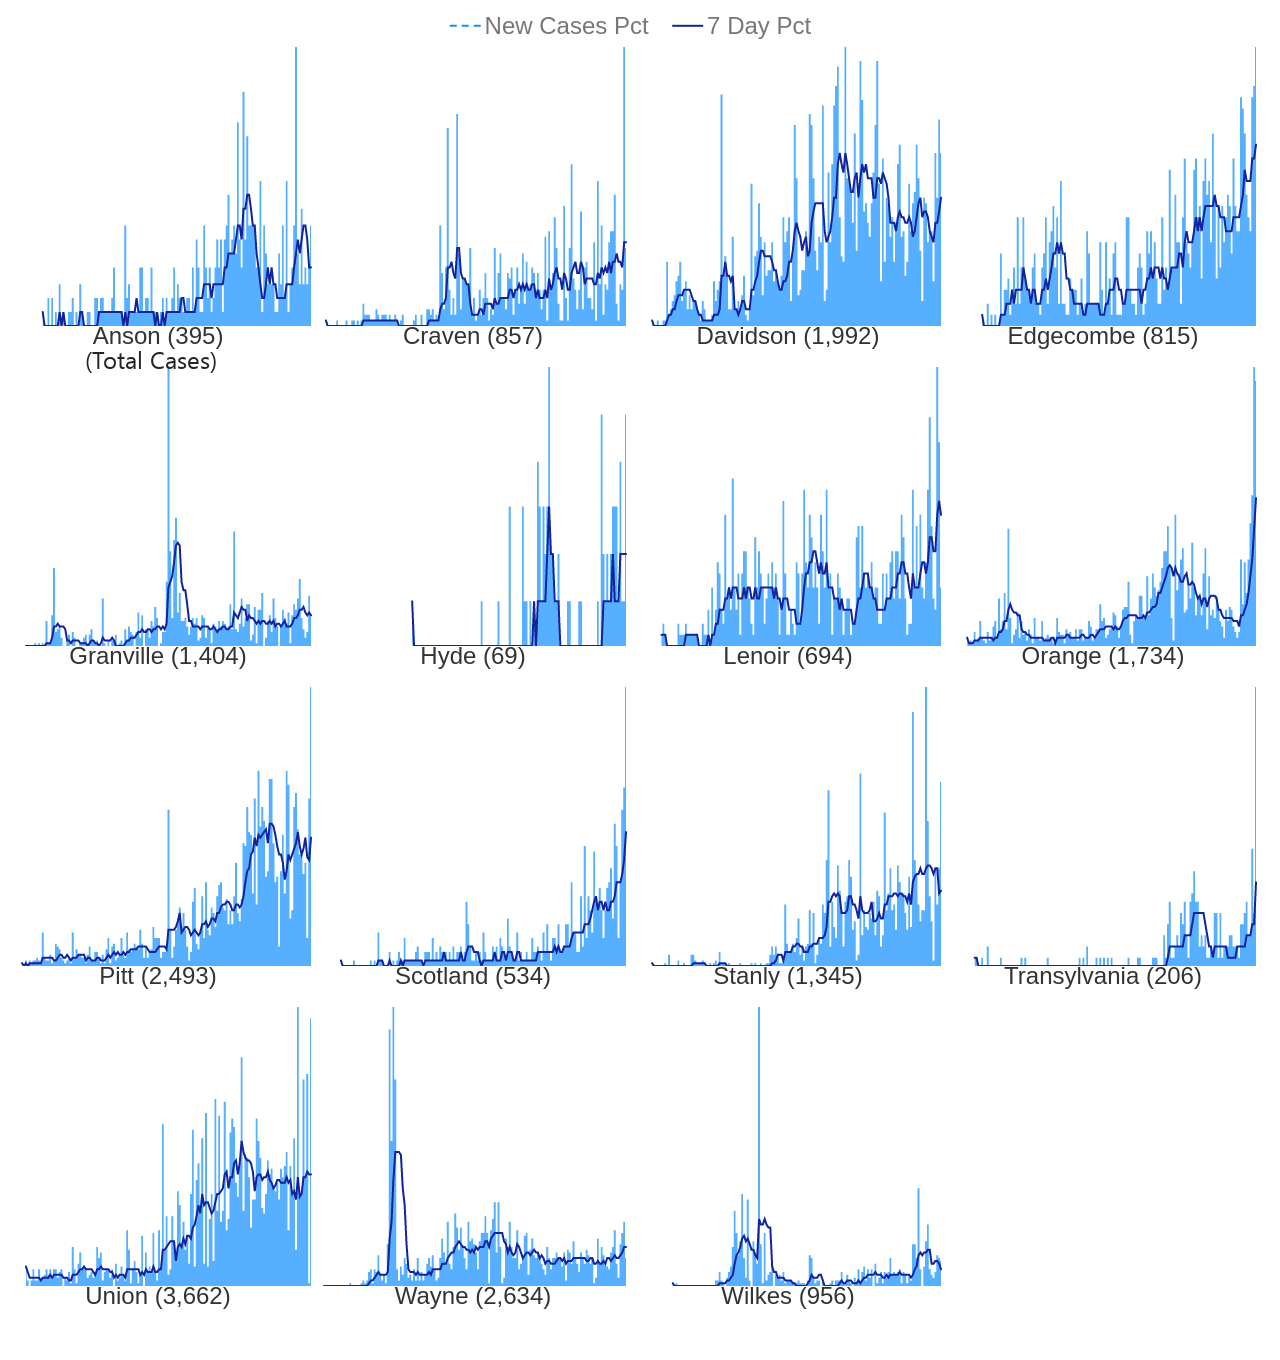 New Cases Pct 7 Day Pct
Anson (395)
(Total Cases)
Craven (857)
Davidson (1,992)
Edgecombe (815)
Granville (1,404)
Hyde (69)
Lenoir (694)
Orange (1,734)
Pitt (2,493)
Scotland (534)
Stanly (1,345)
Transylvania (206)
Union (3,662)
Wayne (2,634)
Wilkes (956)